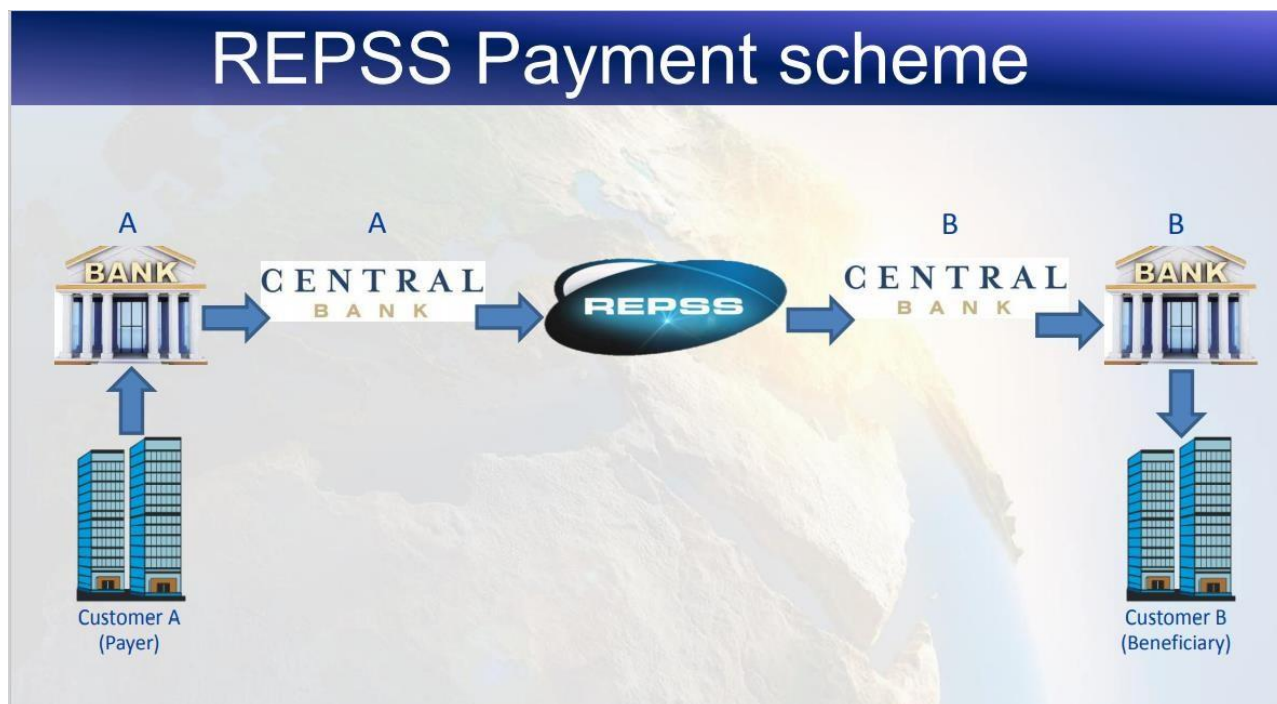 REPSS Payment scheme
A
A
B
B
BANK
CENTRAL
BANK
REPSS
CENTRAL
BANK
BANK
Customer A
(Payer)
Customer B
(Beneficiary)